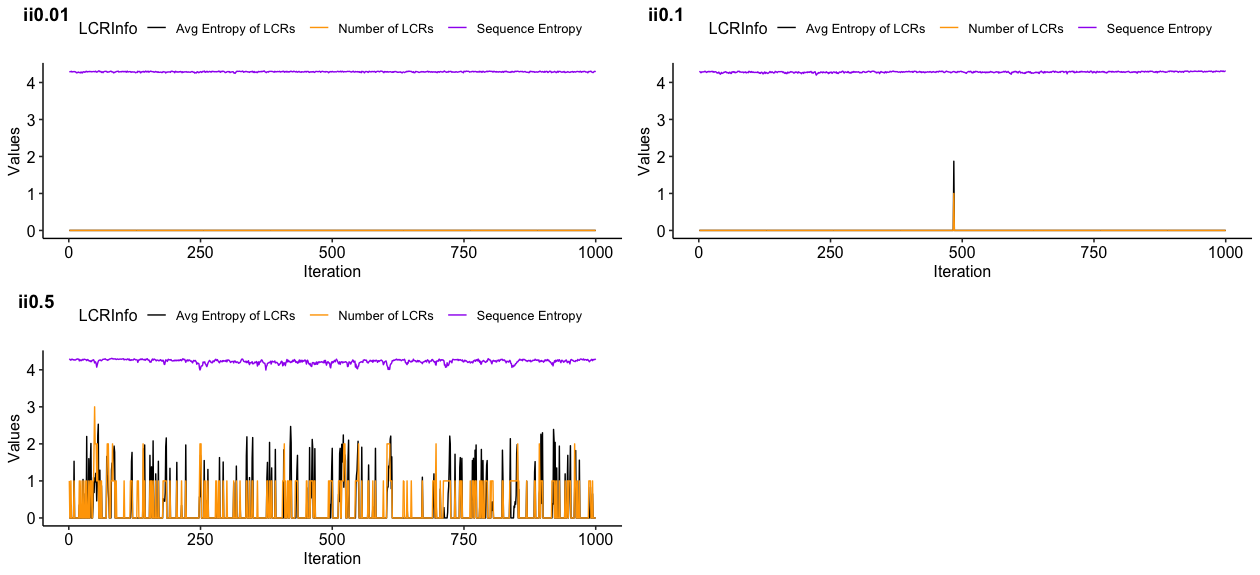 ii0.01
LCRInfo Avg Entropy of LCRs Number of LCRs Sequence Entropy
4
3
2
1
0
Values
0 250 500 750 1000
Iteration
ii0.1
LCRInfo Avg Entropy of LCRs Number of LCRs Sequence Entropy
4
3
2
1
0
Values
0 250 500 750 1000
Iteration
ii0.5
LCRInfo Avg Entropy of LCRs Number of LCRs Sequence Entropy
4
3
2
1
0
Values
0 250 500 750 1000
Iteration